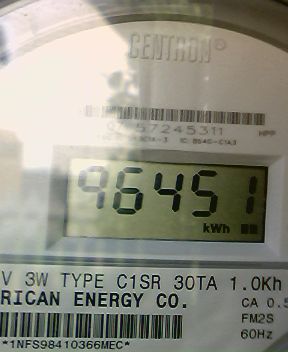 CENTRON®
57245311
HPP
96451
kWh
V 3W TYPE C1SR 30TA 1.0Kh
RICAN ENERGY CO.
CA 0.5
FM2S
60Hz
*1NFS98410366MEC*